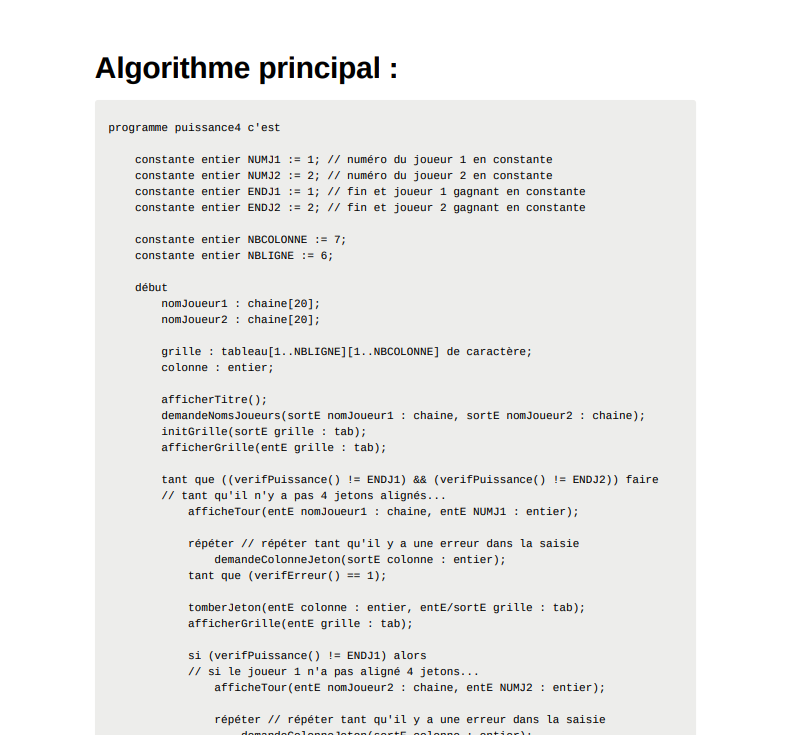 Algorithme principal :
programme puissance4 c'est
constante entier NUMJ1 := 1; // numéro du joueur 1 en constante
constante entier NUMJ2 := 2; // numéro du joueur 2 en constante
constante entier ENDJ1 := 1; // fin et joueur 1 gagnant en constante
constante entier ENDJ2 := 2; // fin et joueur 2 gagnant en constante
constante entier NBCOLONNE := 7;
constante entier NBLIGNE := 6;
début
nomJoueur1 : chaine[20];
nomJoueur2 : chaine[20];
grille : tableau[1..NBLIGNE][1..NBCOLONNE] de caractère;
colonne : entier;
afficherTitre();
demandeNomsJoueurs(sortE nomJoueur1 : chaine, sortE nomJoueur2 : chaine);
initGrille(sortE grille : tab);
afficherGrille(entE grille : tab);
tant que ((verifPuissance() != ENDJ1) && (verifPuissance() != ENDJ2)) faire
// tant qu'il n'y a pas 4 jetons alignés...
afficheTour(entE nomJoueur1 : chaine, entE NUMJ1 : entier);
répéter // répéter tant qu'il y a une erreur dans la saisie
demandeColonneJeton(sortE colonne : entier);
tant que (verifErreur() == 1);
tomberJeton(entE colonne : entier, entE/sortE grille : tab);
afficherGrille(entE grille : tab);
si (verifPuissance() != ENDJ1) alors
// si le joueur 1 n'a pas aligné 4 jetons...
afficheTour(entE nomJoueur2 : chaine, entE NUMJ2 : entier);
répéter // répéter tant qu'il y a une erreur dans la saisie
demandeColonneJeton(sortE colonne : entier);